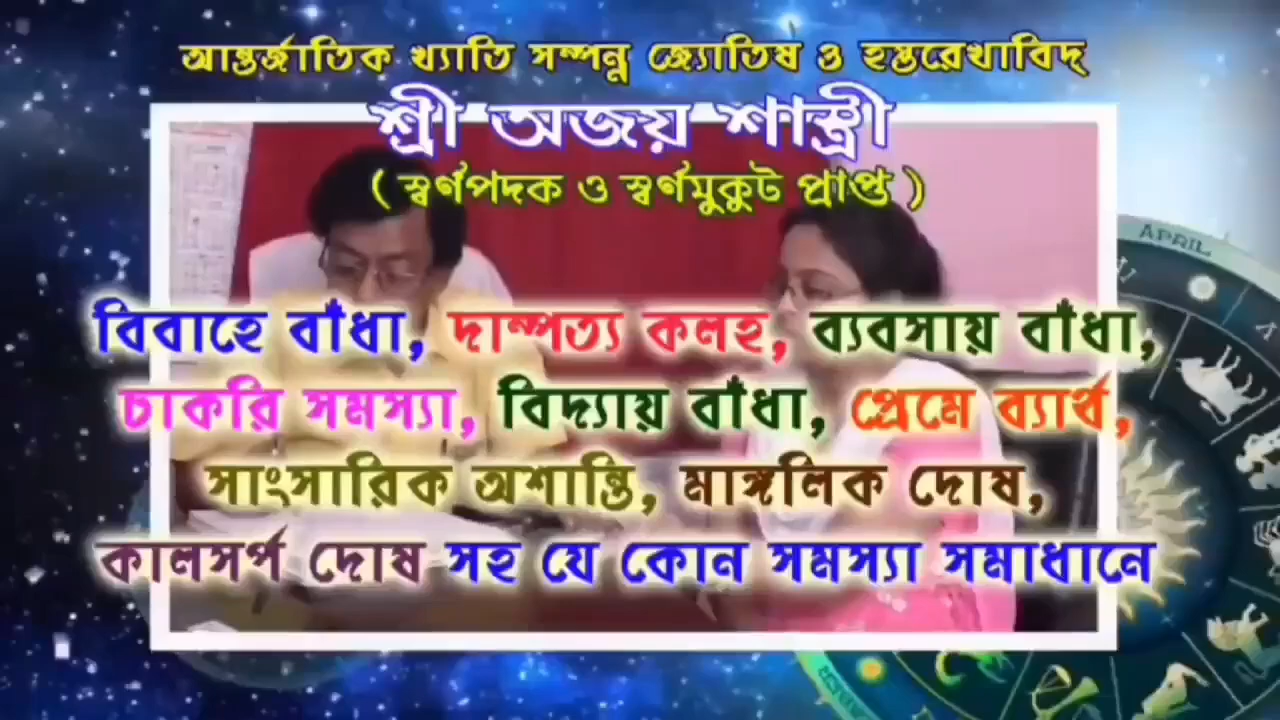 আন্তর্জাতিক খ্যাতি সম্পন্ন জ্যোতিষ ও হস্তরেখাবিদ্
শ্রী অজয় শাস্ত্রী
( স্বর্ণপদক ও স্বর্ণমুকুট প্রাপ্ত )
বিবাহে বাঁধা, দাম্পত্য কলহ, ব্যবসায় বাঁধা,
চাকরি সমস্যা, বিদ্যায় বাঁধা, প্রেমে ব্যার্থ,
সাংসারিক অশান্তি, মাঙ্গলিক দোষ,
কালসর্প দোষ সহ যে কোন সমস্যা সমাধানে
APRIL